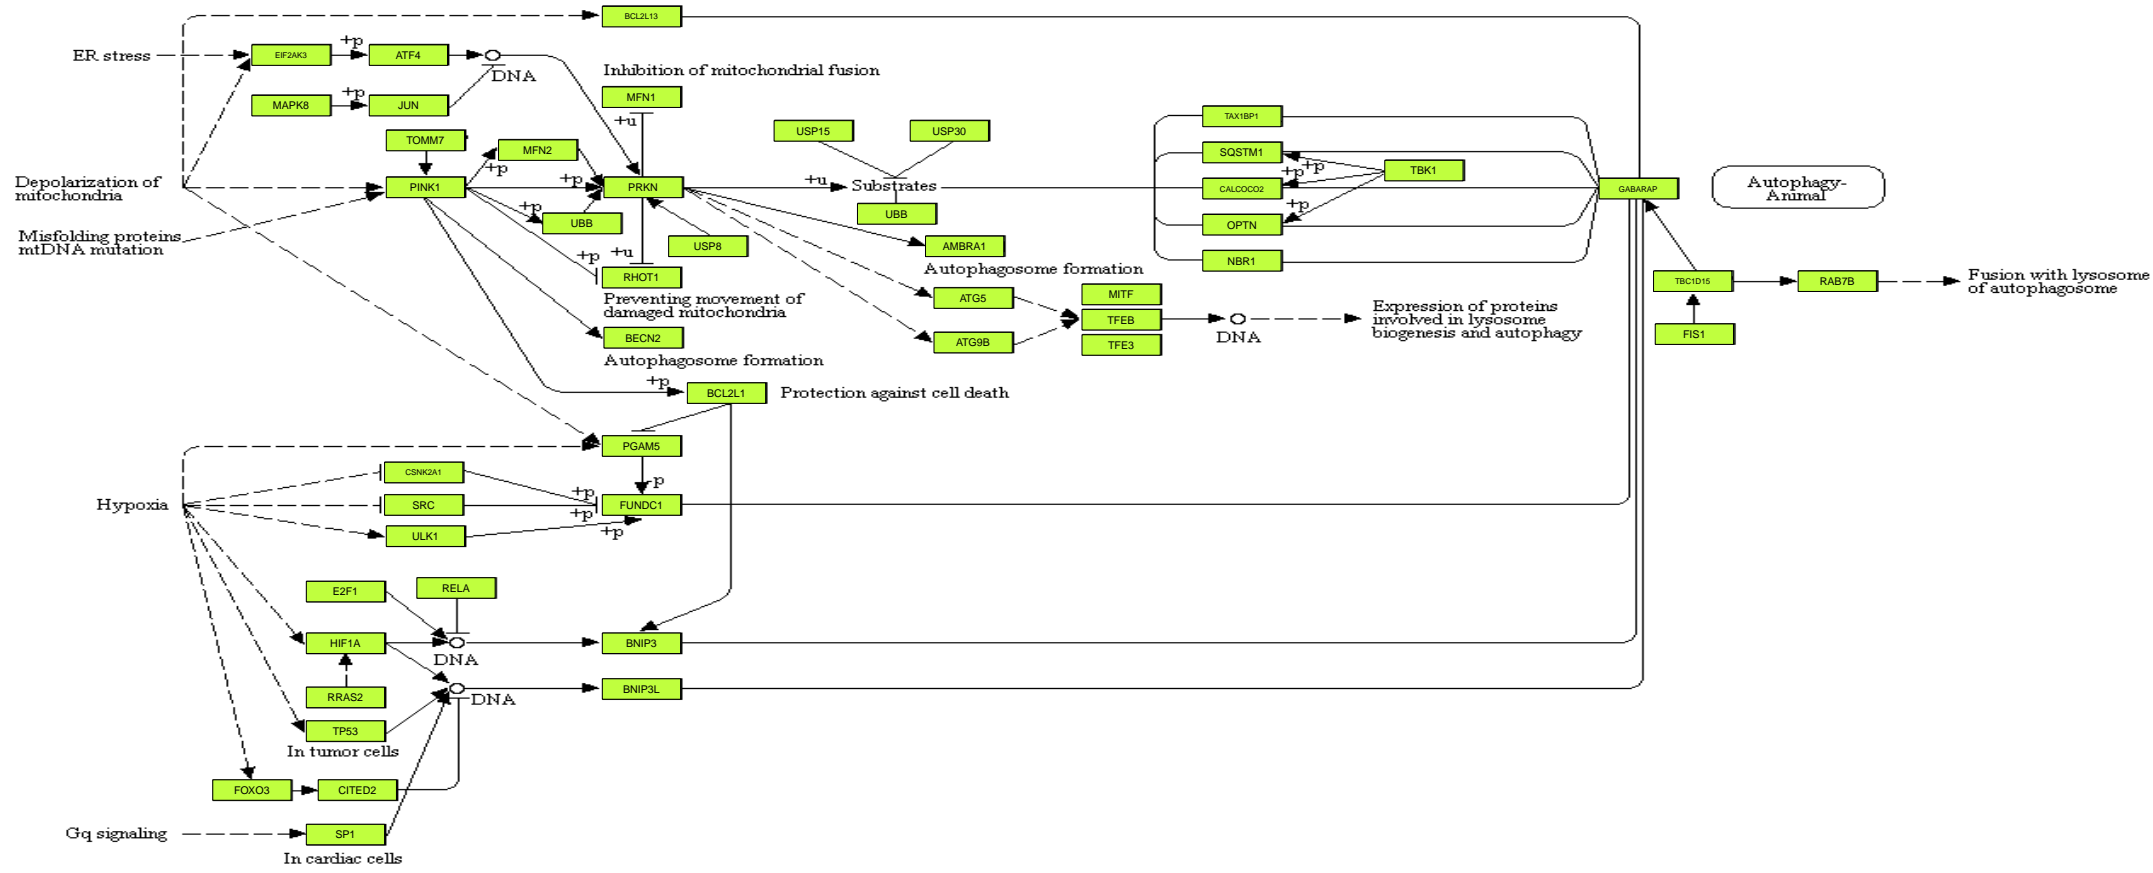 BCL2L13
ER stress
EIF2AK3
+p
ATF4
DNA
Inhibition of mitochondrial fusion
MAPK8
+p
JUN
MFN1
+u
TOMM7
MFN2
+p
USP15
USP30
TAX1BP1
SQSTM1
+p
TBK1
Depolarization of
mitochondria
PINK1
+p
PRKN
+u
Substrates
+p
CALCOCO2
GABARAP
Autophagy-
Animal
+p
UBB
UBB
+p
OPTN
Misfolding proteins
mtDNA mutation
USP8
AMBRA1
+p
+u
NBR1
RHOT1
Autophagosome formation
TBC1D15
RAB7B
Fusion with lysosome
of autophagosome
Preventing movement of
damaged mitochondria
ATG5
MITF
Expression of proteins
involved in lysosome
biogenesis and autophagy
TFEB
DNA
FIS1
BECN2
ATG9B
TFE3
Autophagosome formation
+p
BCL2L1
Protection against cell death
PGAM5
CSNK2A1
-p
+p
Hypoxia
SRC
FUNDC1
+p
ULK1
+p
E2F1
RELA
HIF1A
DNA
BNIP3
RRAS2
DNA
BNIP3L
TP53
In tumor cells
FOXO3
CITED2
Gq signaling
SP1
In cardiac cells